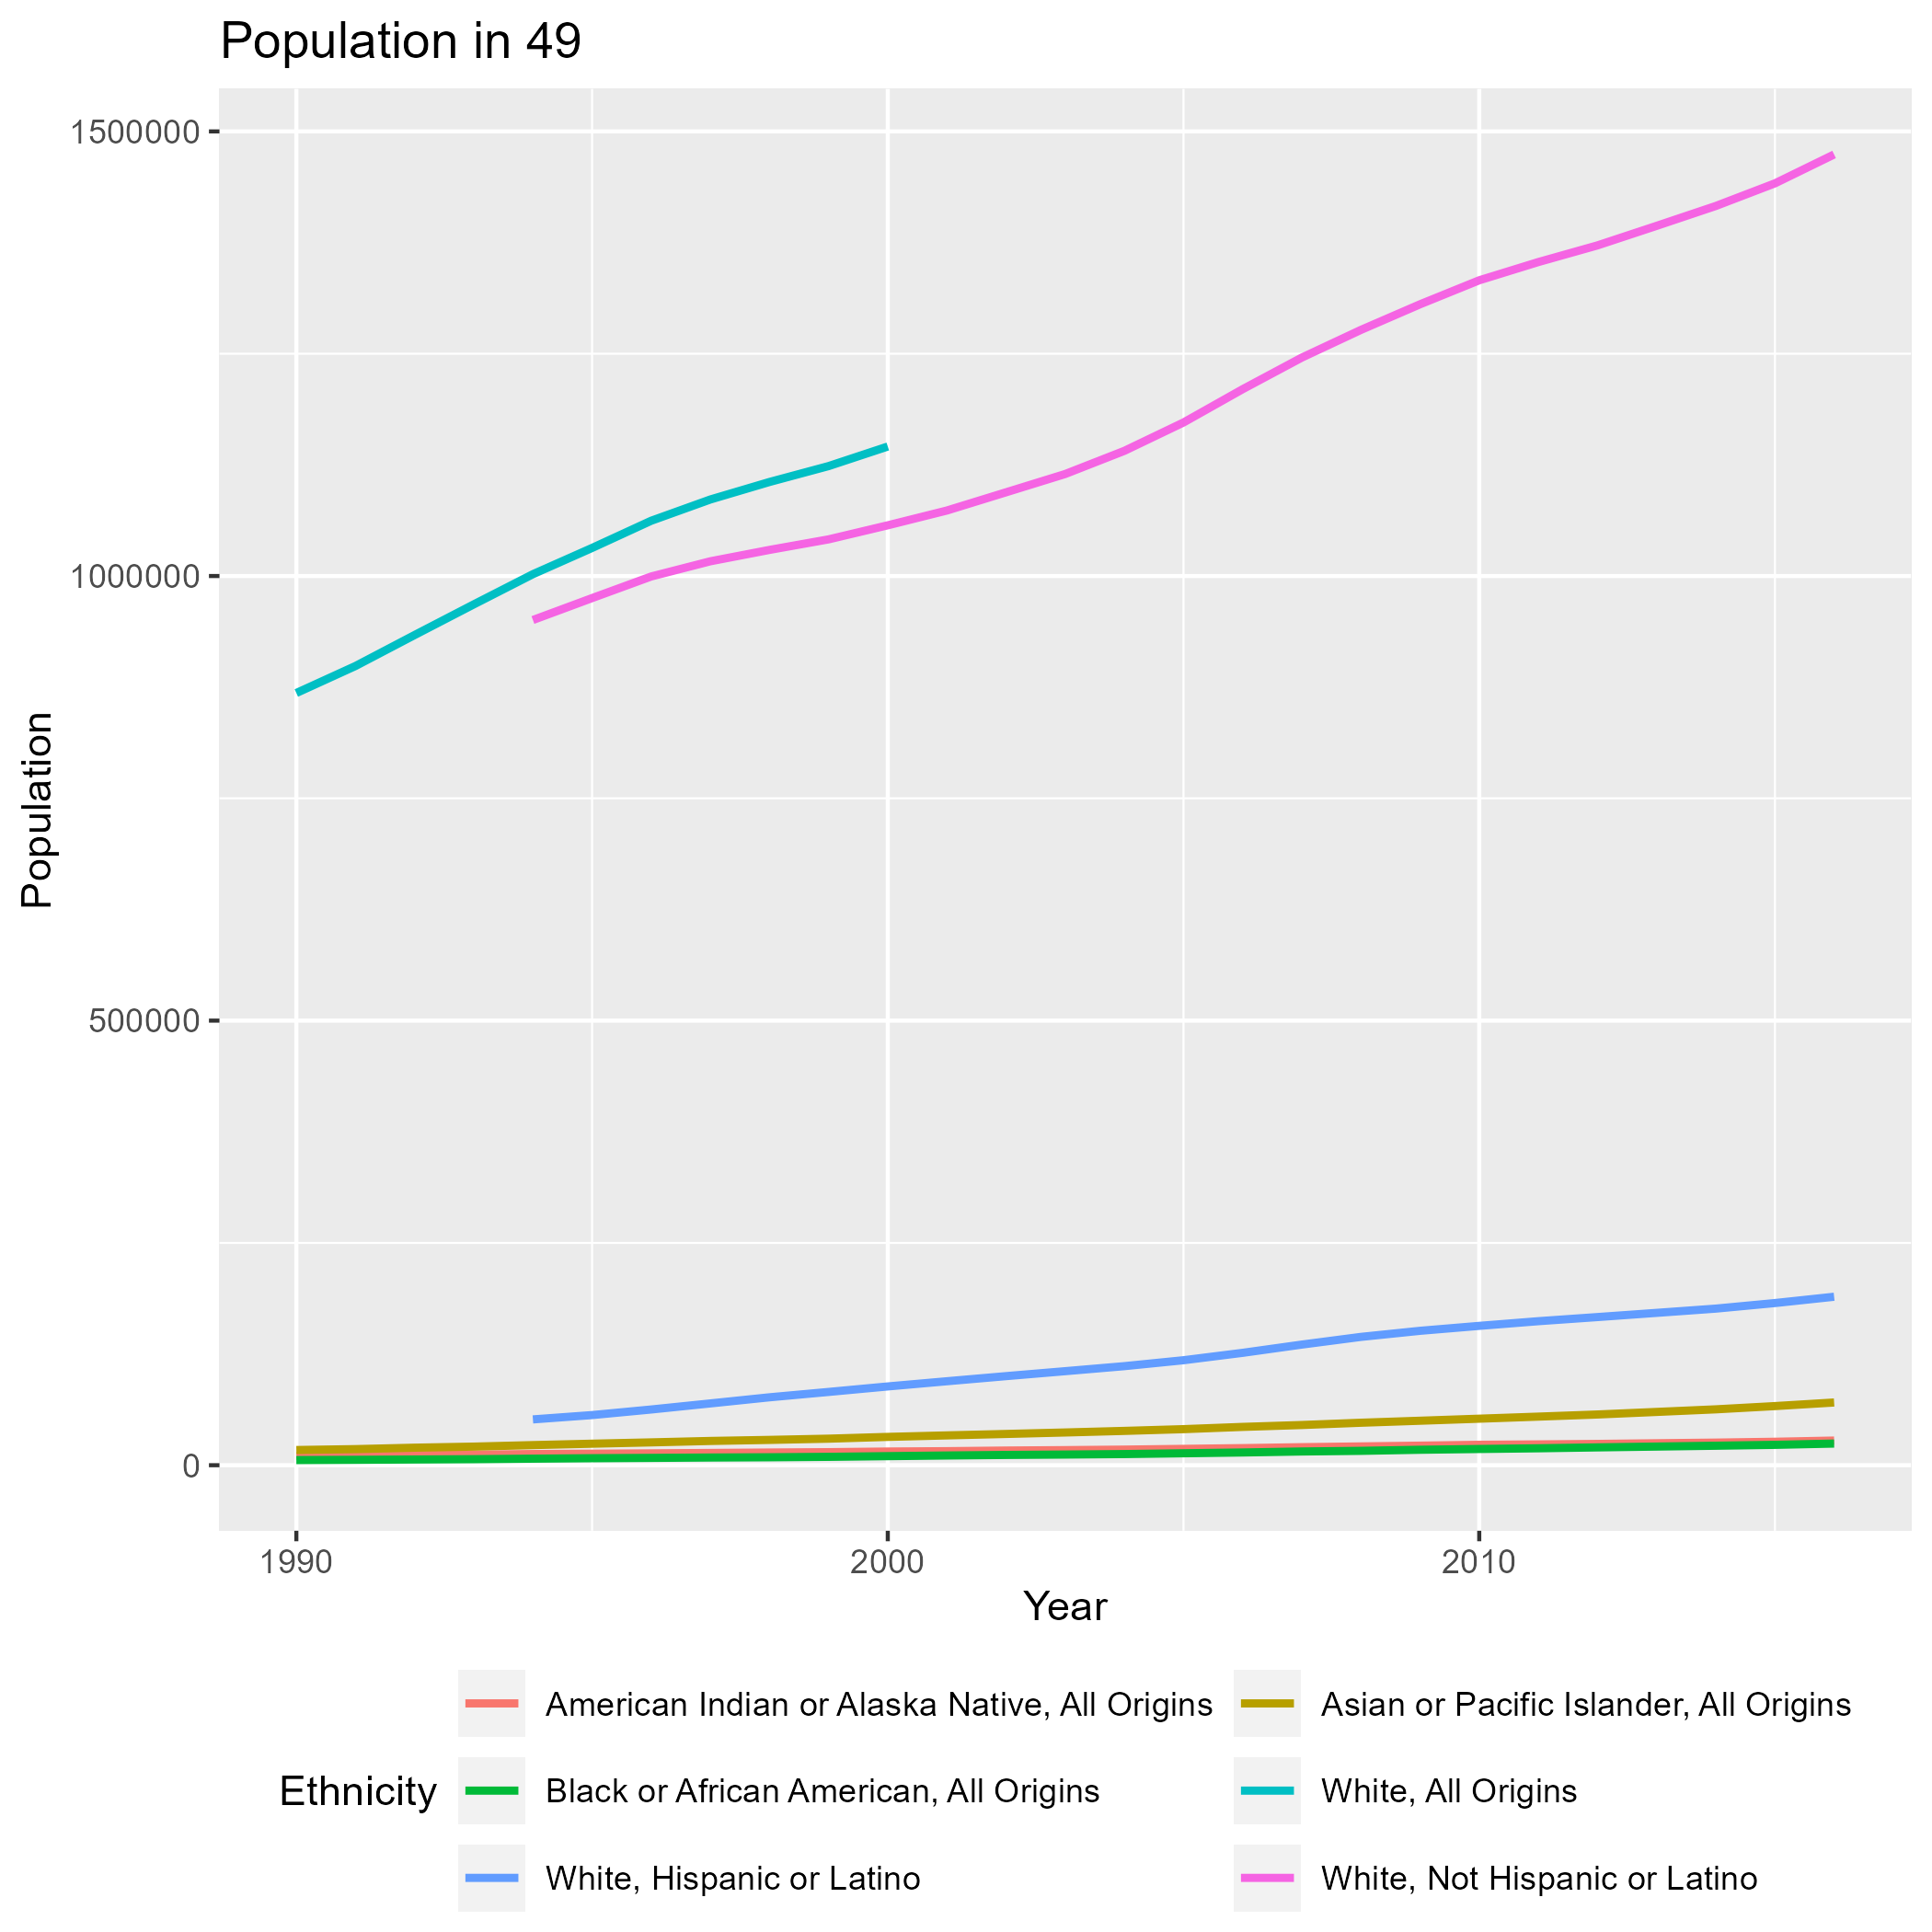 Population in 49
1500000
1000000
500000
0
Population
1990 2000 2010
Year
Ethnicity
American Indian or Alaska Native, All Origins
Asian or Pacific Islander, All Origins
Black or African American, All Origins
White, All Origins
White, Hispanic or Latino
White, Not Hispanic or Latino